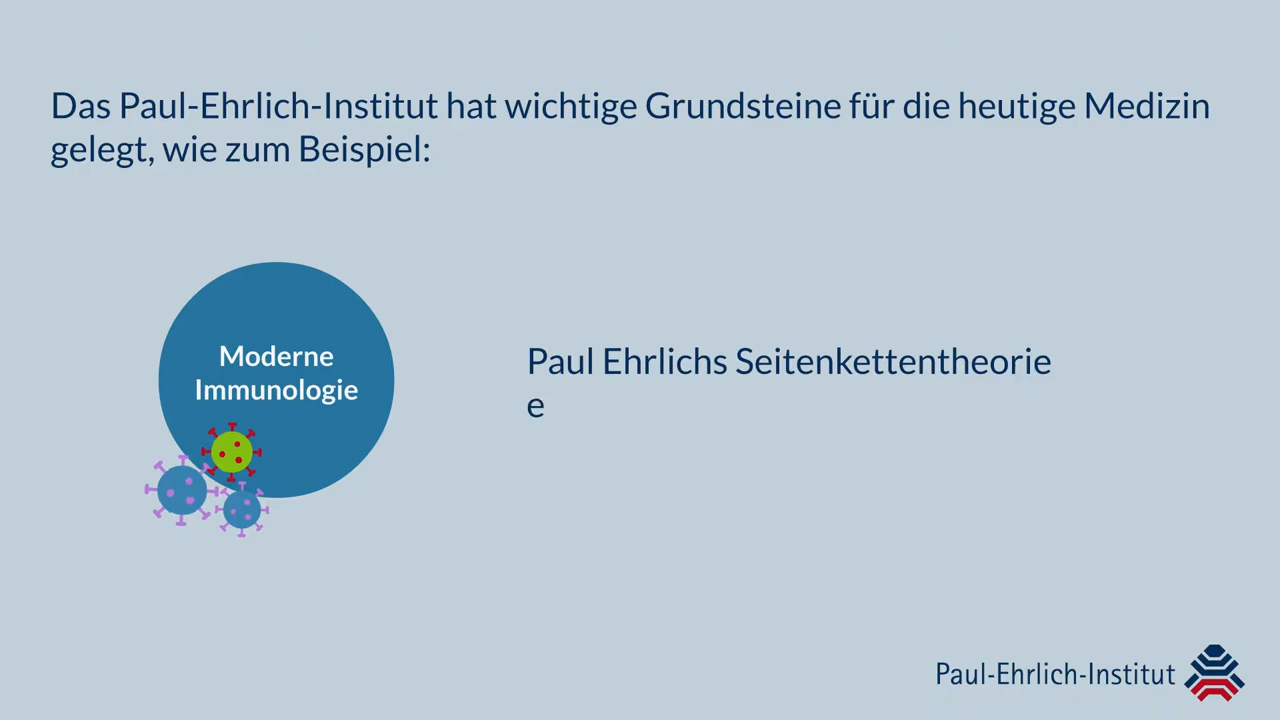 Das Paul-Ehrlich-Institut hat wichtige Grundsteine für die heutige Medizin
gelegt, wie zum Beispiel:
Moderne
Immunologie
Paul Ehrlichs Seitenkettentheorie
e
Paul-Ehrlich-Institut